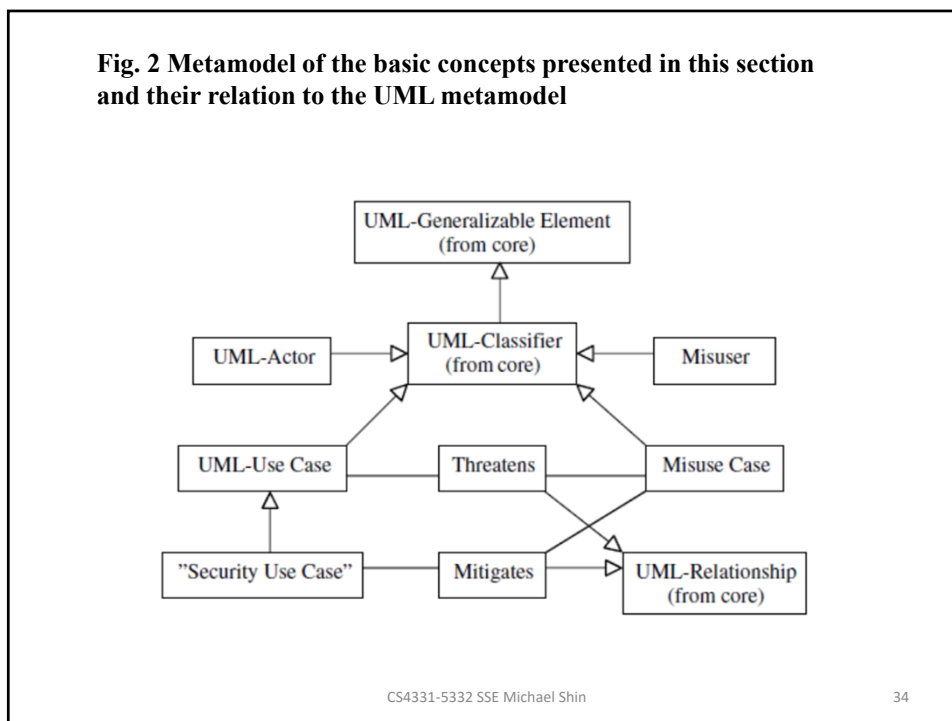 Fig. 2 Metamodel of the basic concepts presented in this section
and their relation to the UML metamodel
UML-Generalizable Element
(from core)
UML-Actor
UML-Classifier
(from core)
Misuser
UML-Use Case
Threatens
Misuse Case
”Security Use Case”
Mitigates
UML-Relationship
(from core)
CS4331-5332 SSE Michael Shin
34